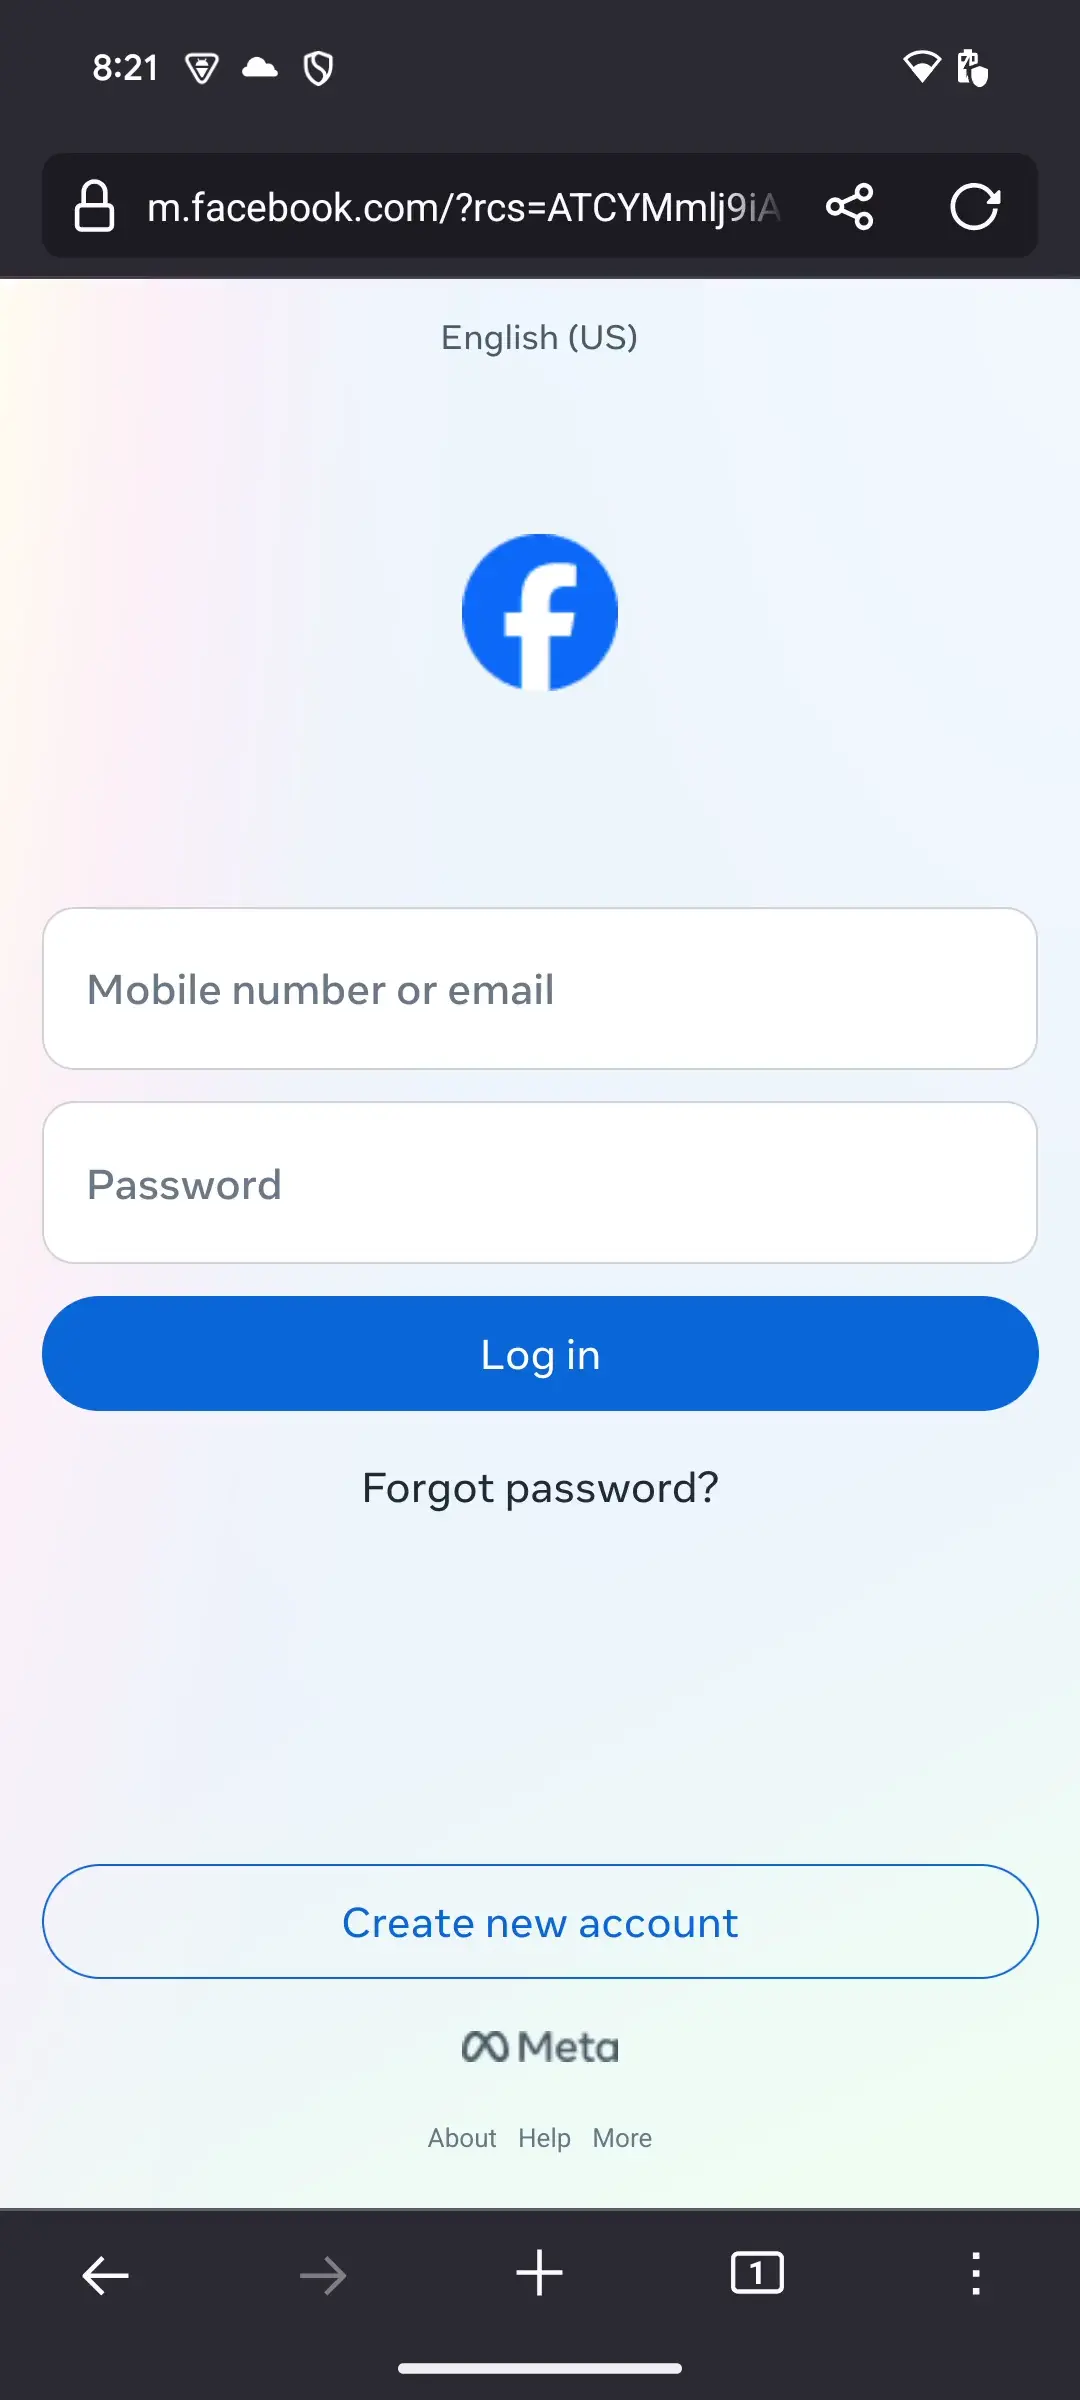 8:21
m.facebook.com/?rcs=ATCYMmlj9iA
English (US)
Mobile number or email
Password
Log in
Forgot password?
Create new account
Meta
About Help More
1